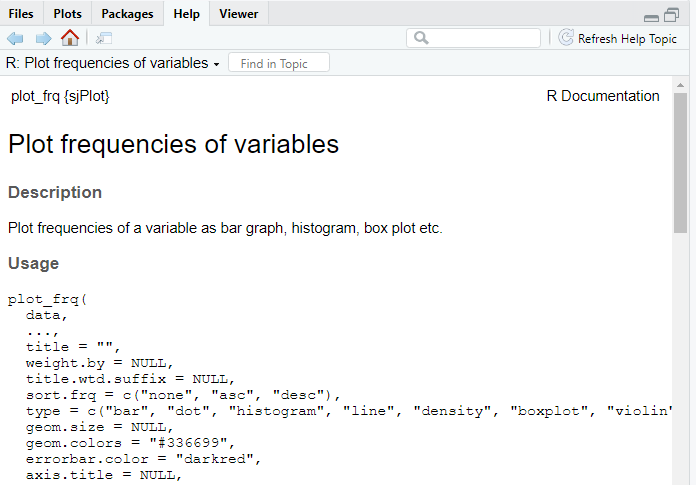 Files Plots Packages Help Viewer
Refresh Help Topic
R: Plot frequencies of variables Find in Topic
plot_frq {sjPlot} R Documentation
Plot frequencies of variables
Description
Plot frequencies of a variable as bar graph, histogram, box plot etc.
Usage
plot_frq(
  data,
  ...,
  title = "",
  weight.by = NULL,
  title.wtd.suffix = NULL,
  sort.frq = c("none", "asc", "desc"),
  type = c("bar", "dot", "histogram", "line", "density", "boxplot", "violin"
  geom.size = NULL,
  geom.colors = "#336699",
  errorbar.color = "darkred",
  axis.title = NULL,